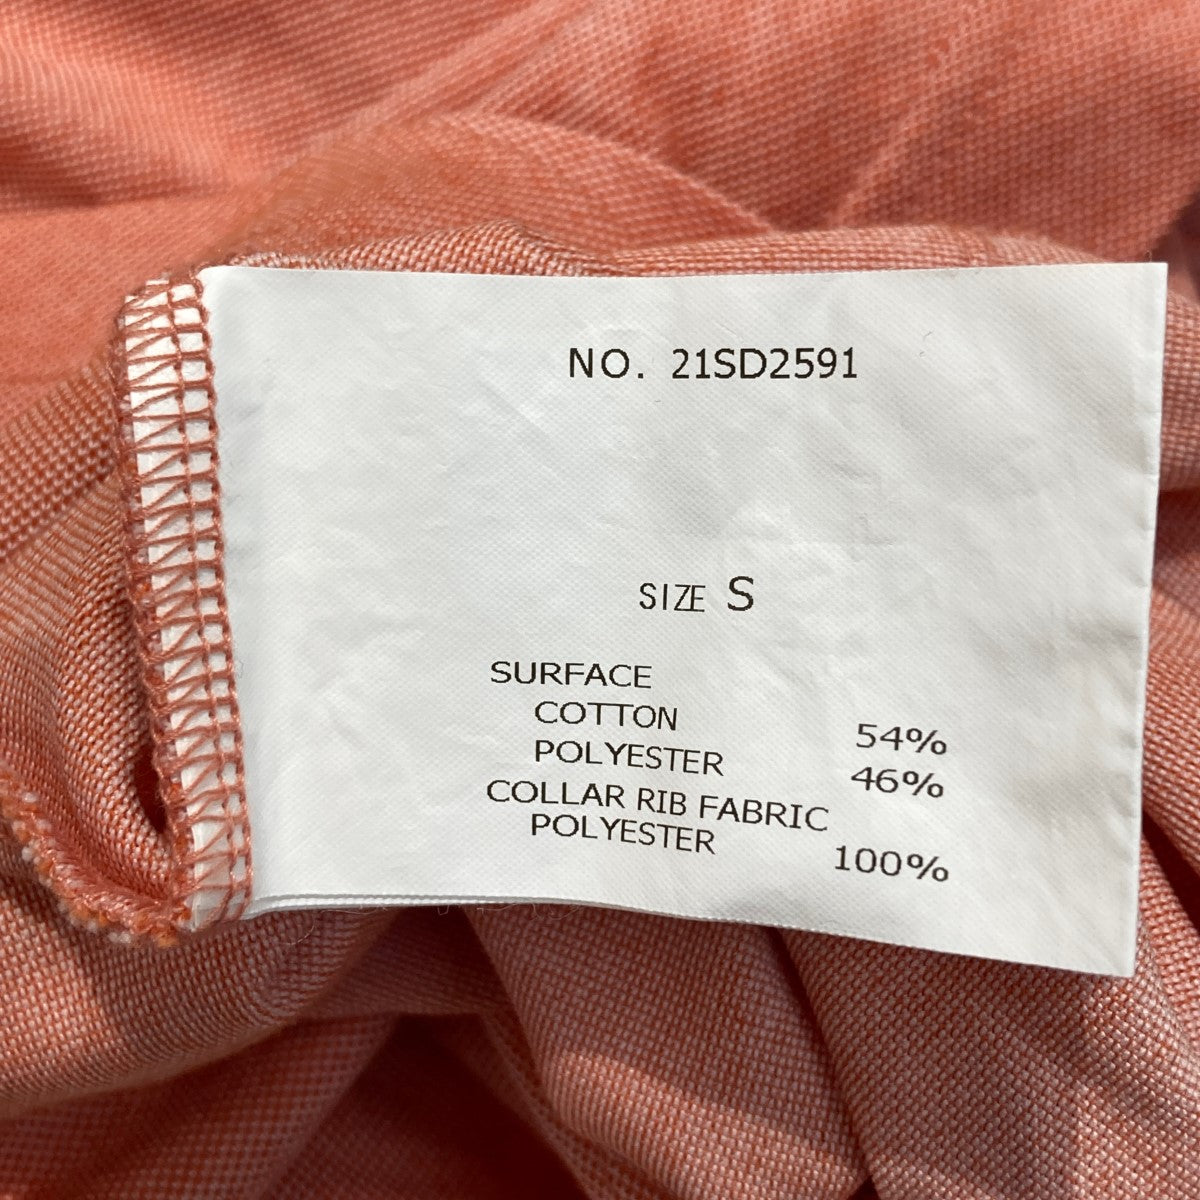 NO. 21SD2591
SIZE S
SURFACE
COTTON 54%
POLYESTER 46%
COLLAR RIB FABRIC
POLYESTER 100%